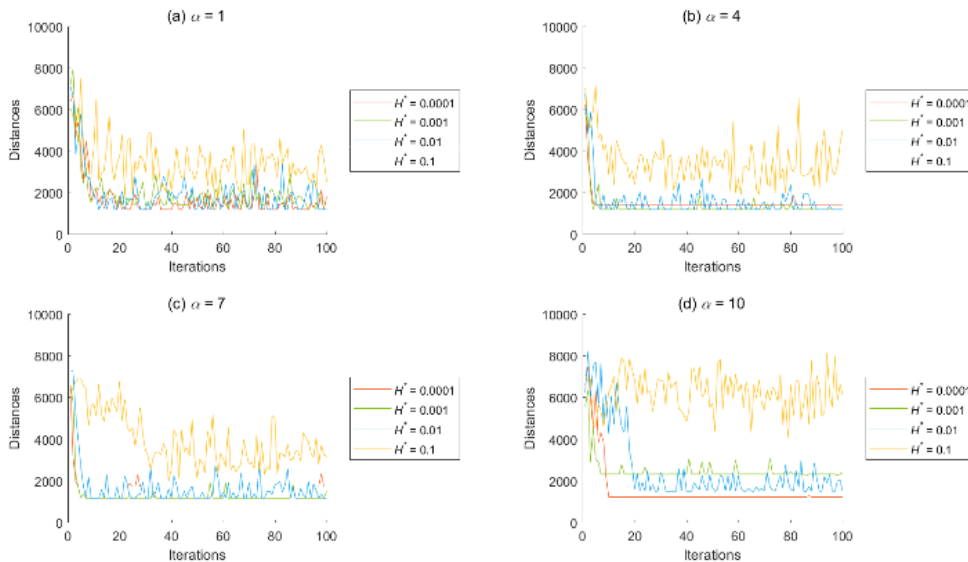 (a) α = 1
10000
8000
6000
4000
2000
0
Distances
0 20 40 60 80 100
Iterations
H* = 0.0001
H* = 0.001
H* = 0.01
H* = 0.1
(b) α = 4
10000
8000
6000
4000
2000
0
Distances
0 20 40 60 80 100
Iterations
H* = 0.0001
H* = 0.001
H* = 0.01
H* = 0.1
(c) α = 7
10000
8000
6000
4000
2000
0
Distances
0 20 40 60 80 100
Iterations
H* = 0.0001
H* = 0.001
H* = 0.01
H* = 0.1
(d) α = 10
10000
8000
6000
4000
2000
0
Distances
0 20 40 60 80 100
Iterations
H* = 0.0001
H* = 0.001
H* = 0.01
H* = 0.1